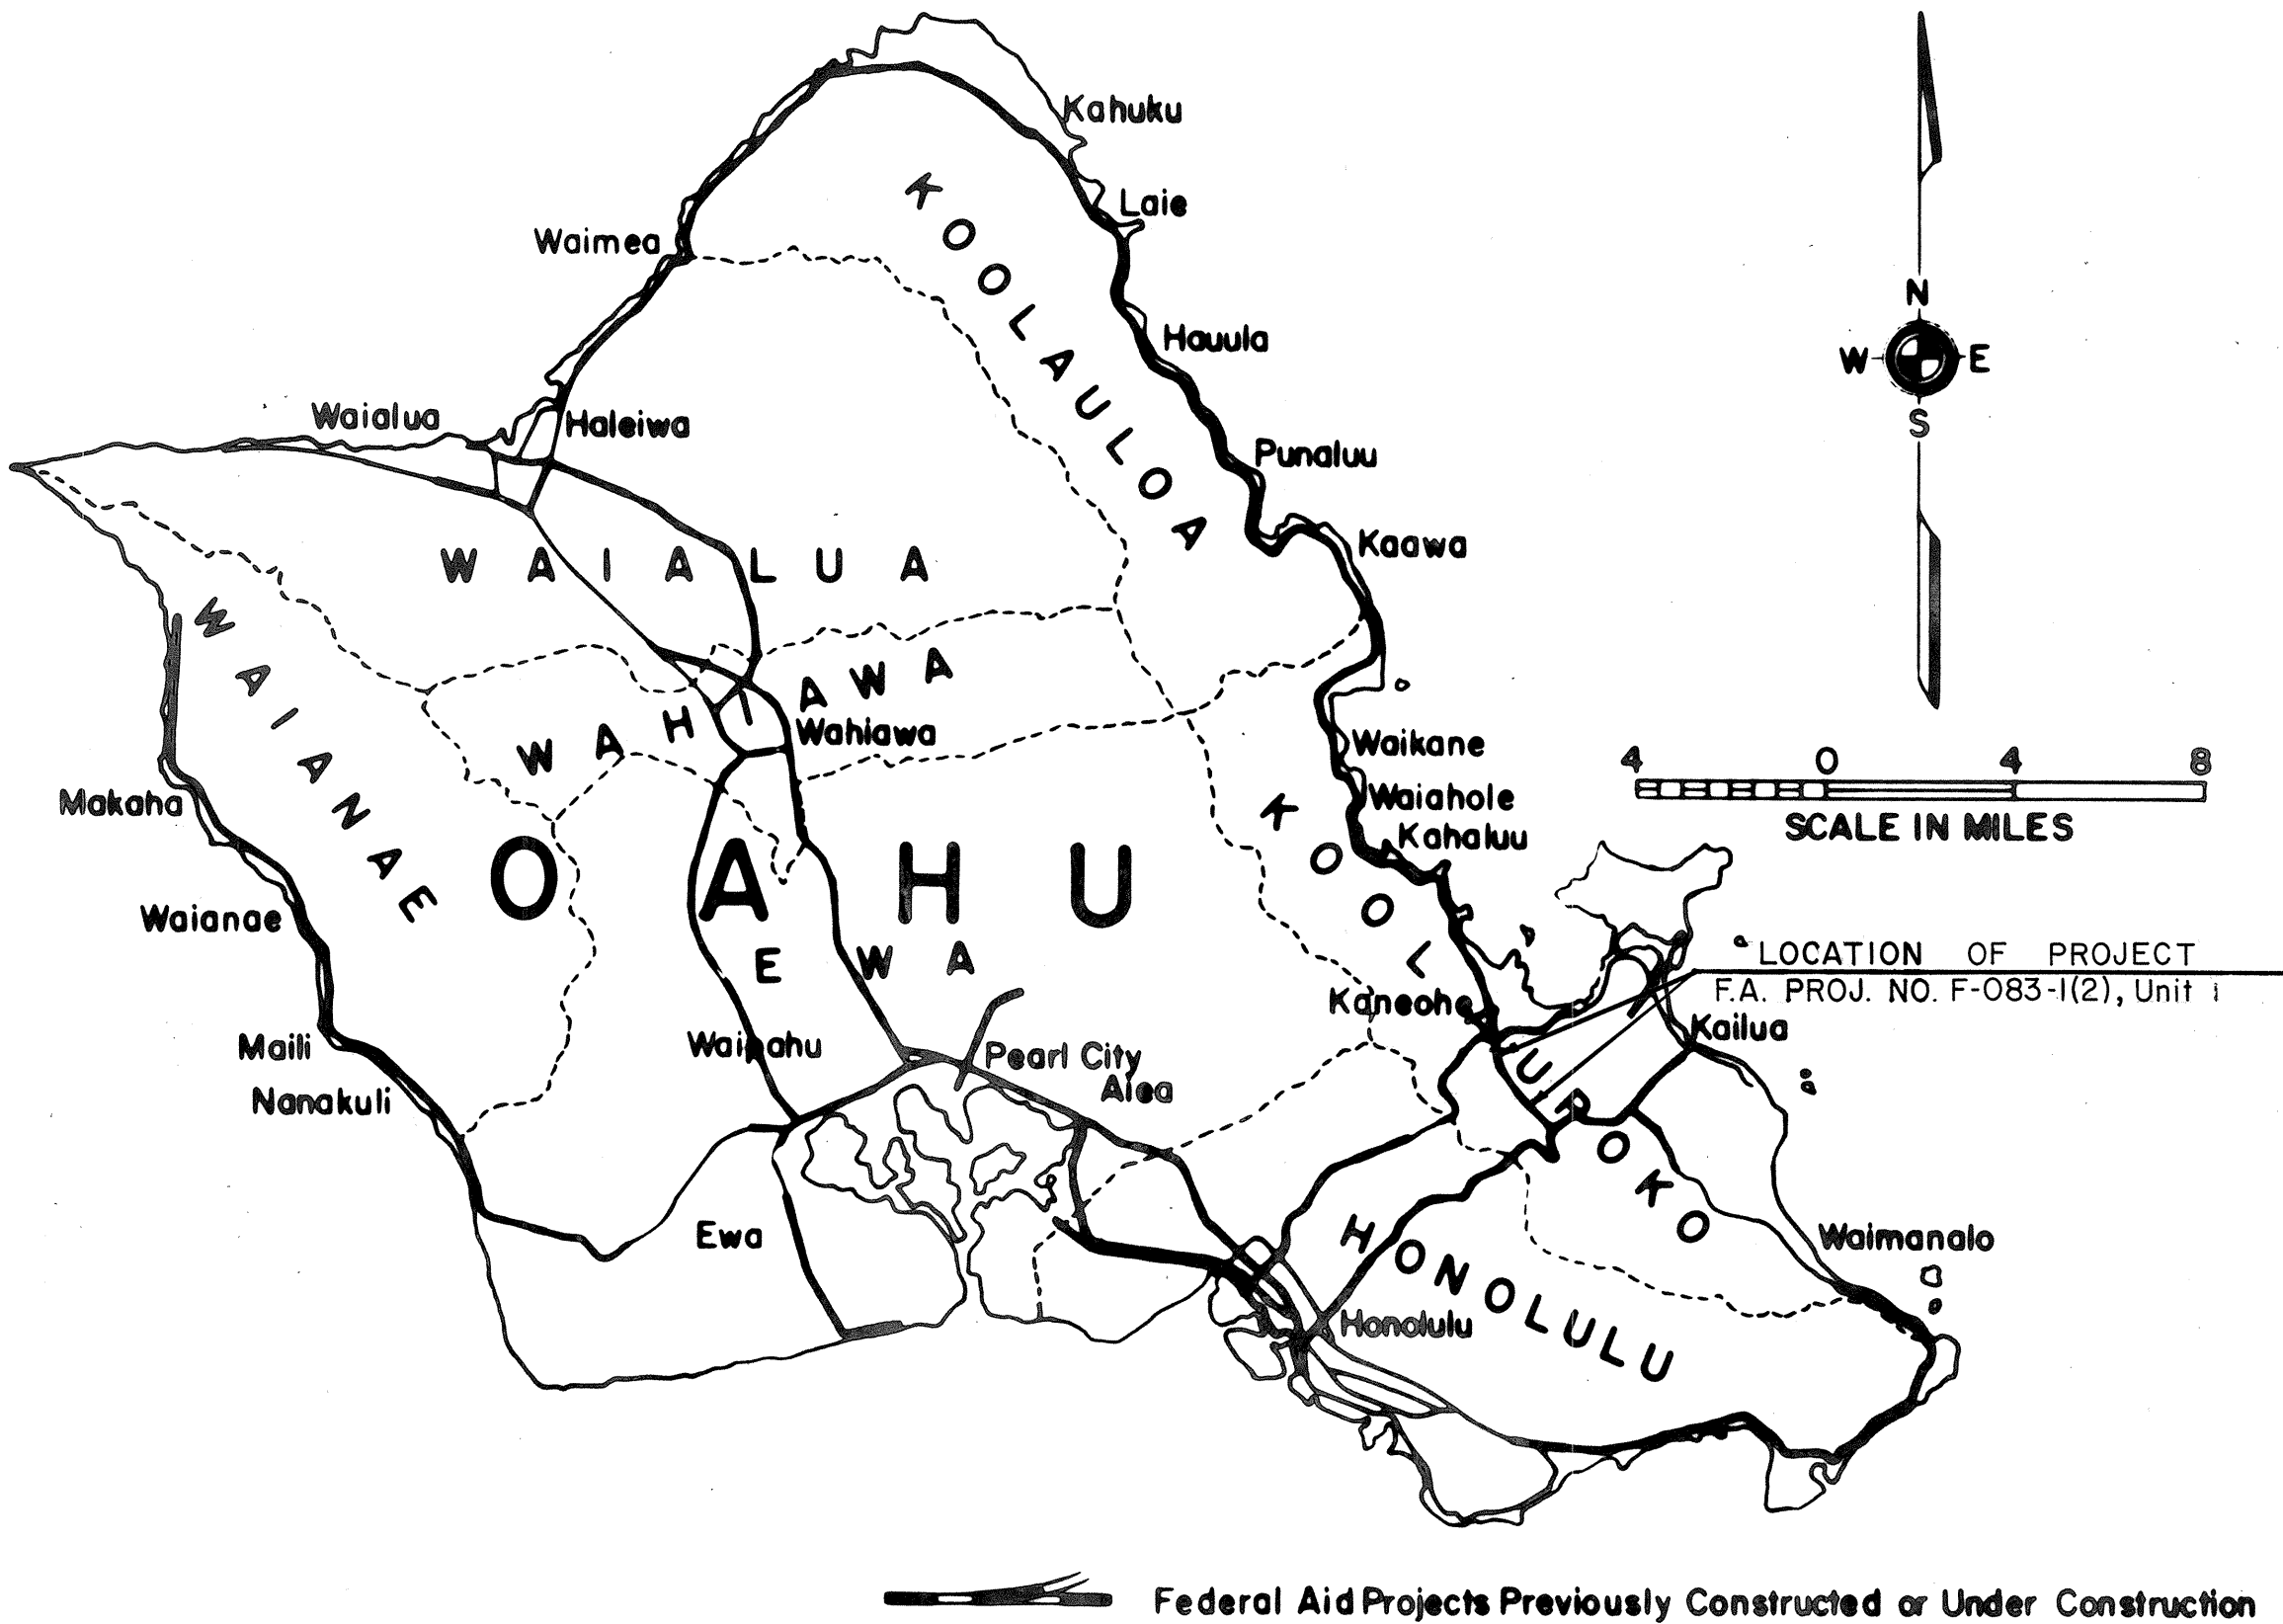 Kahuku
Laie
Waimea
Hauula
Waialua
Haleiwa
Punaluu
Kaawa
KOOLAULOA
WAIALUA
WAIANAE
WAHIAWA
Wahiawa
Waikane
Waiahole
Kahaluu
Makaha
Waianae
OAHU
EWA
KOOLAUPOKO
Kaneohe
Kailua
Maili
Nanakuli
Waipahu
Pearl City
Aiea
Ewa
HONOLULU
Honolulu
Waimanalo
N
W E
S
4 0 4 8
SCALE IN MILES
LOCATION OF PROJECT
F.A. PROJ. NO. F-083-1(2), Unit 1
Federal Aid Projects Previously Constructed or Under Construction